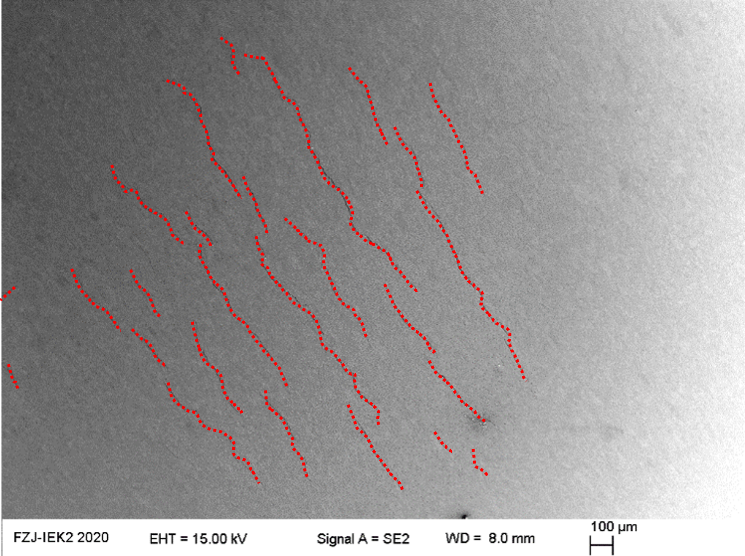 100 µm
FZJ-IEK2 2020 EHT = 15.00 kV Signal A = SE2 WD = 8.0 mm